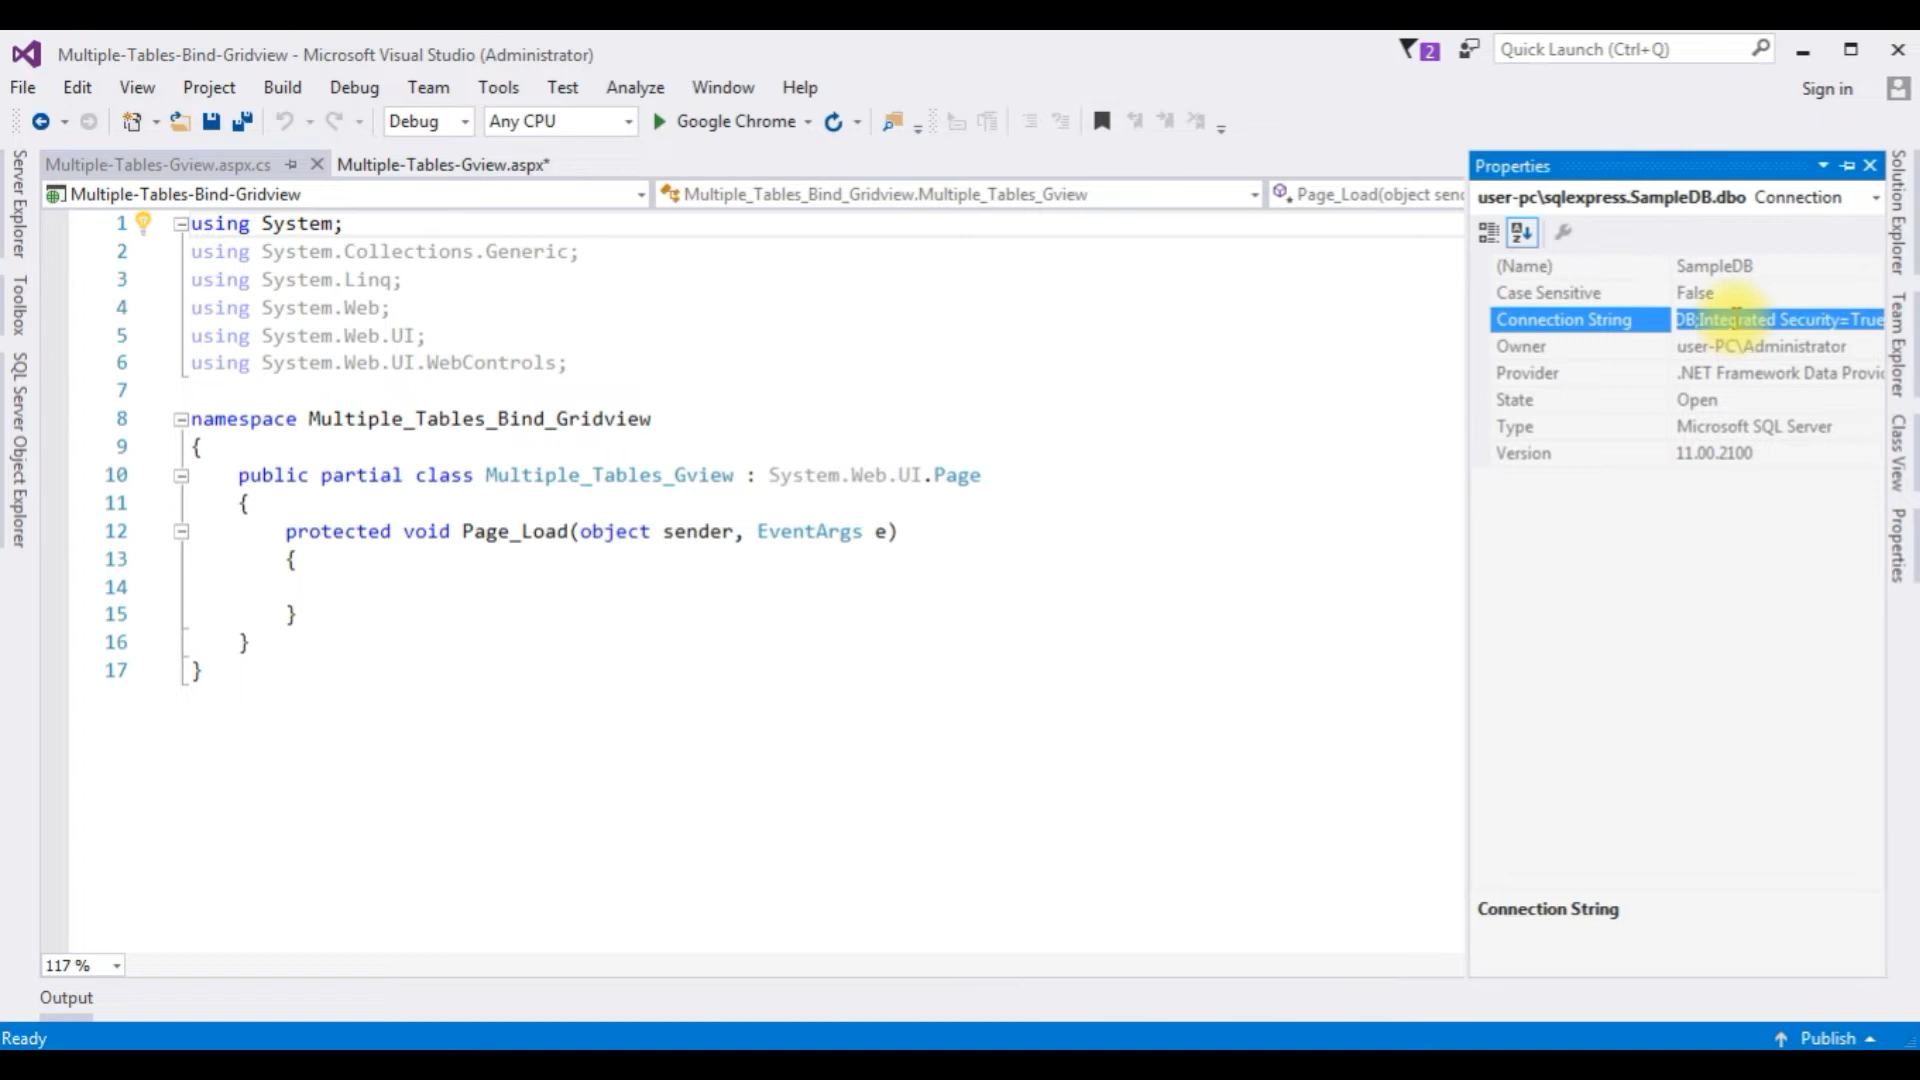 Multiple-Tables-Bind-Gridview - Microsoft Visual Studio (Administrator)
2
Quick Launch (Ctrl+Q)
File Edit View Project Build Debug Team Tools Test Analyze Window Help
Sign in
Debug Any CPU Google Chrome
Multiple-Tables-Gview.aspx.cs Multiple-Tables-Gview.aspx*
Multiple-Tables-Bind-Gridview Multiple_Tables_Bind_Gridview.Multiple_Tables_Gview Page_Load(object senc
Server Explorer
Toolbox
SQL Server Object Explorer
1 using System;
2 using System.Collections.Generic;
3 using System.Linq;
4 using System.Web;
5 using System.Web.UI;
6 using System.Web.UI.WebControls;
7
8 namespace Multiple_Tables_Bind_Gridview
9 {
10 public partial class Multiple_Tables_Gview : System.Web.UI.Page
11 {
12 protected void Page_Load(object sender, EventArgs e)
13 {
14
15 }
16 }
17 }
117 %
Output
Properties
user-pc\sqlexpress.SampleDB.dbo Connection
(Name) SampleDB
Case Sensitive False
Connection String DB;Integrated Security=True
Owner user-PC\Administrator
Provider .NET Framework Data Provi
State Open
Type Microsoft SQL Server
Version 11.00.2100
Connection String
Solution Explorer
Team Explorer
Class View
Properties
Ready
Publish